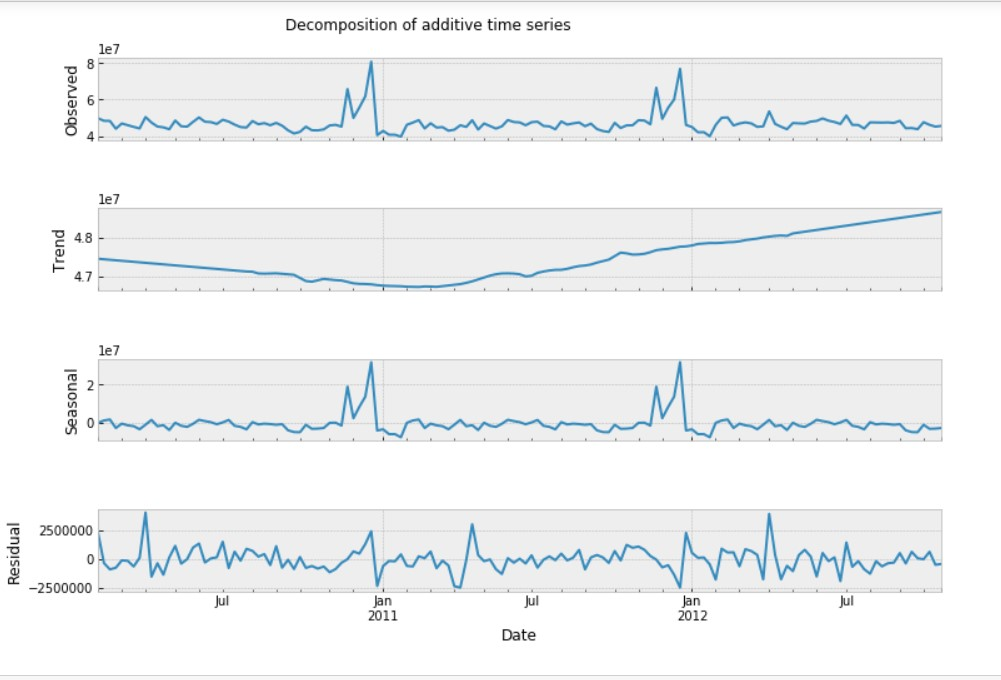 Decomposition of additive time series
1e7
Observed
8
6
4
1e7
Trend
4.8
4.7
1e7
Seasonal
2
0
Residual
2500000
0
−2500000
Jul
Jan
2011
Jul
Jan
2012
Jul
Date